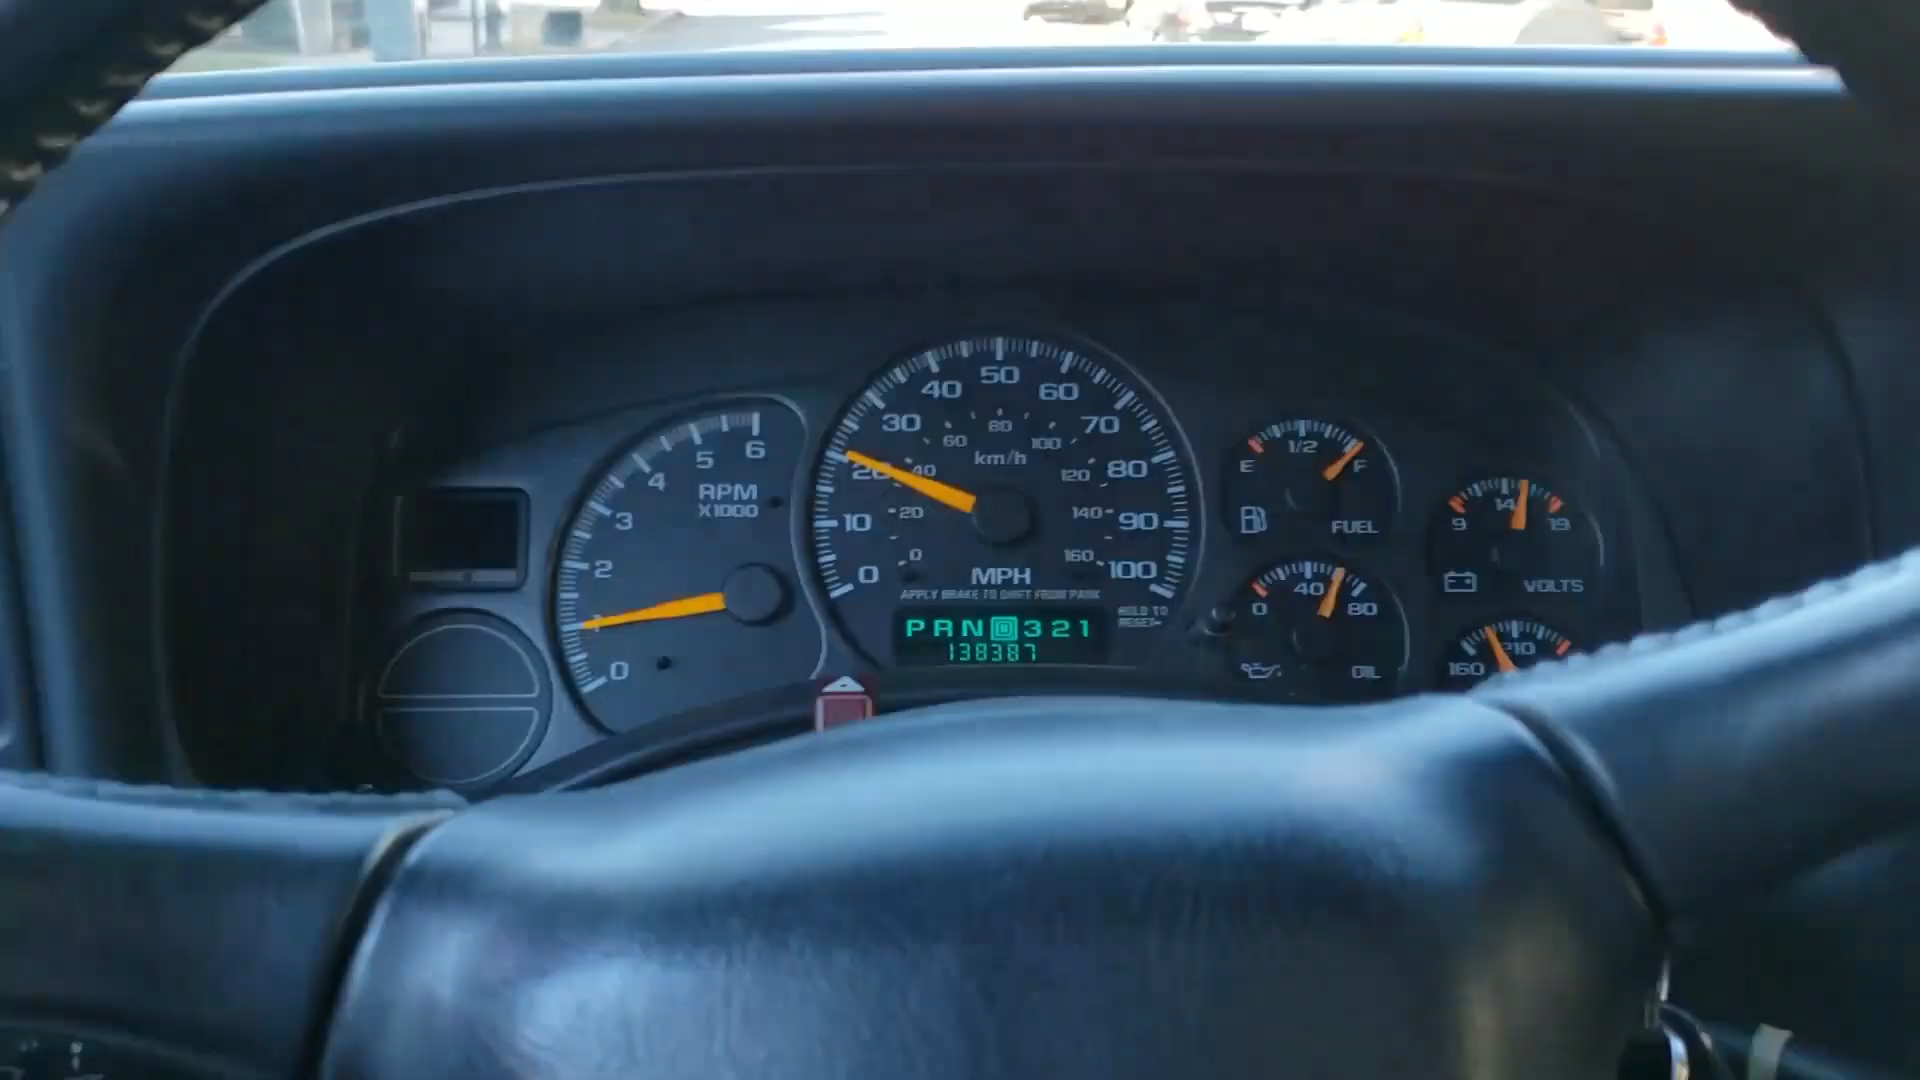 0 1 2 3 4 5 6
RPM
X1000
0 10 20 30 40 50 60 70 80 90 100
0 20 40 60 80 100 120 140 160
km/h
MPH
APPLY BRAKE TO SHIFT FROM PARK
HOLD TO
RESET
P R N D 3 2 1
138387
E 1/2 F
FUEL
0 40 80
OIL
9 14 19
VOLTS
160 210